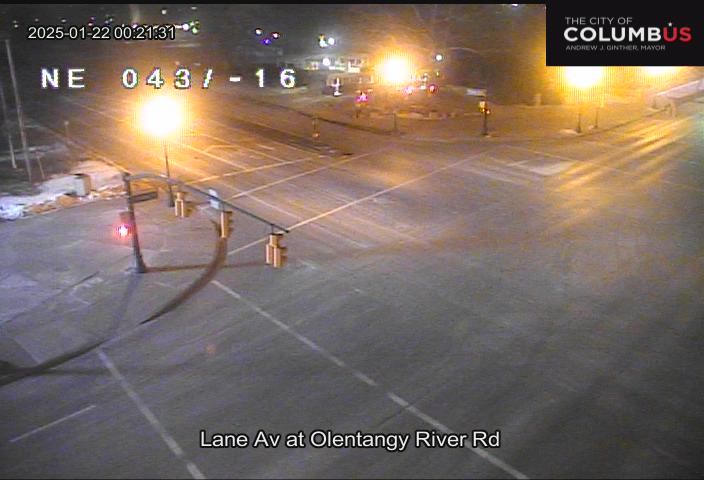 2025-01-22 00:21:31
THE CITY OF
COLUMBUS
ANDREW J. GINTHER, MAYOR
NE 043/-16
Lane Av at Olentangy River Rd